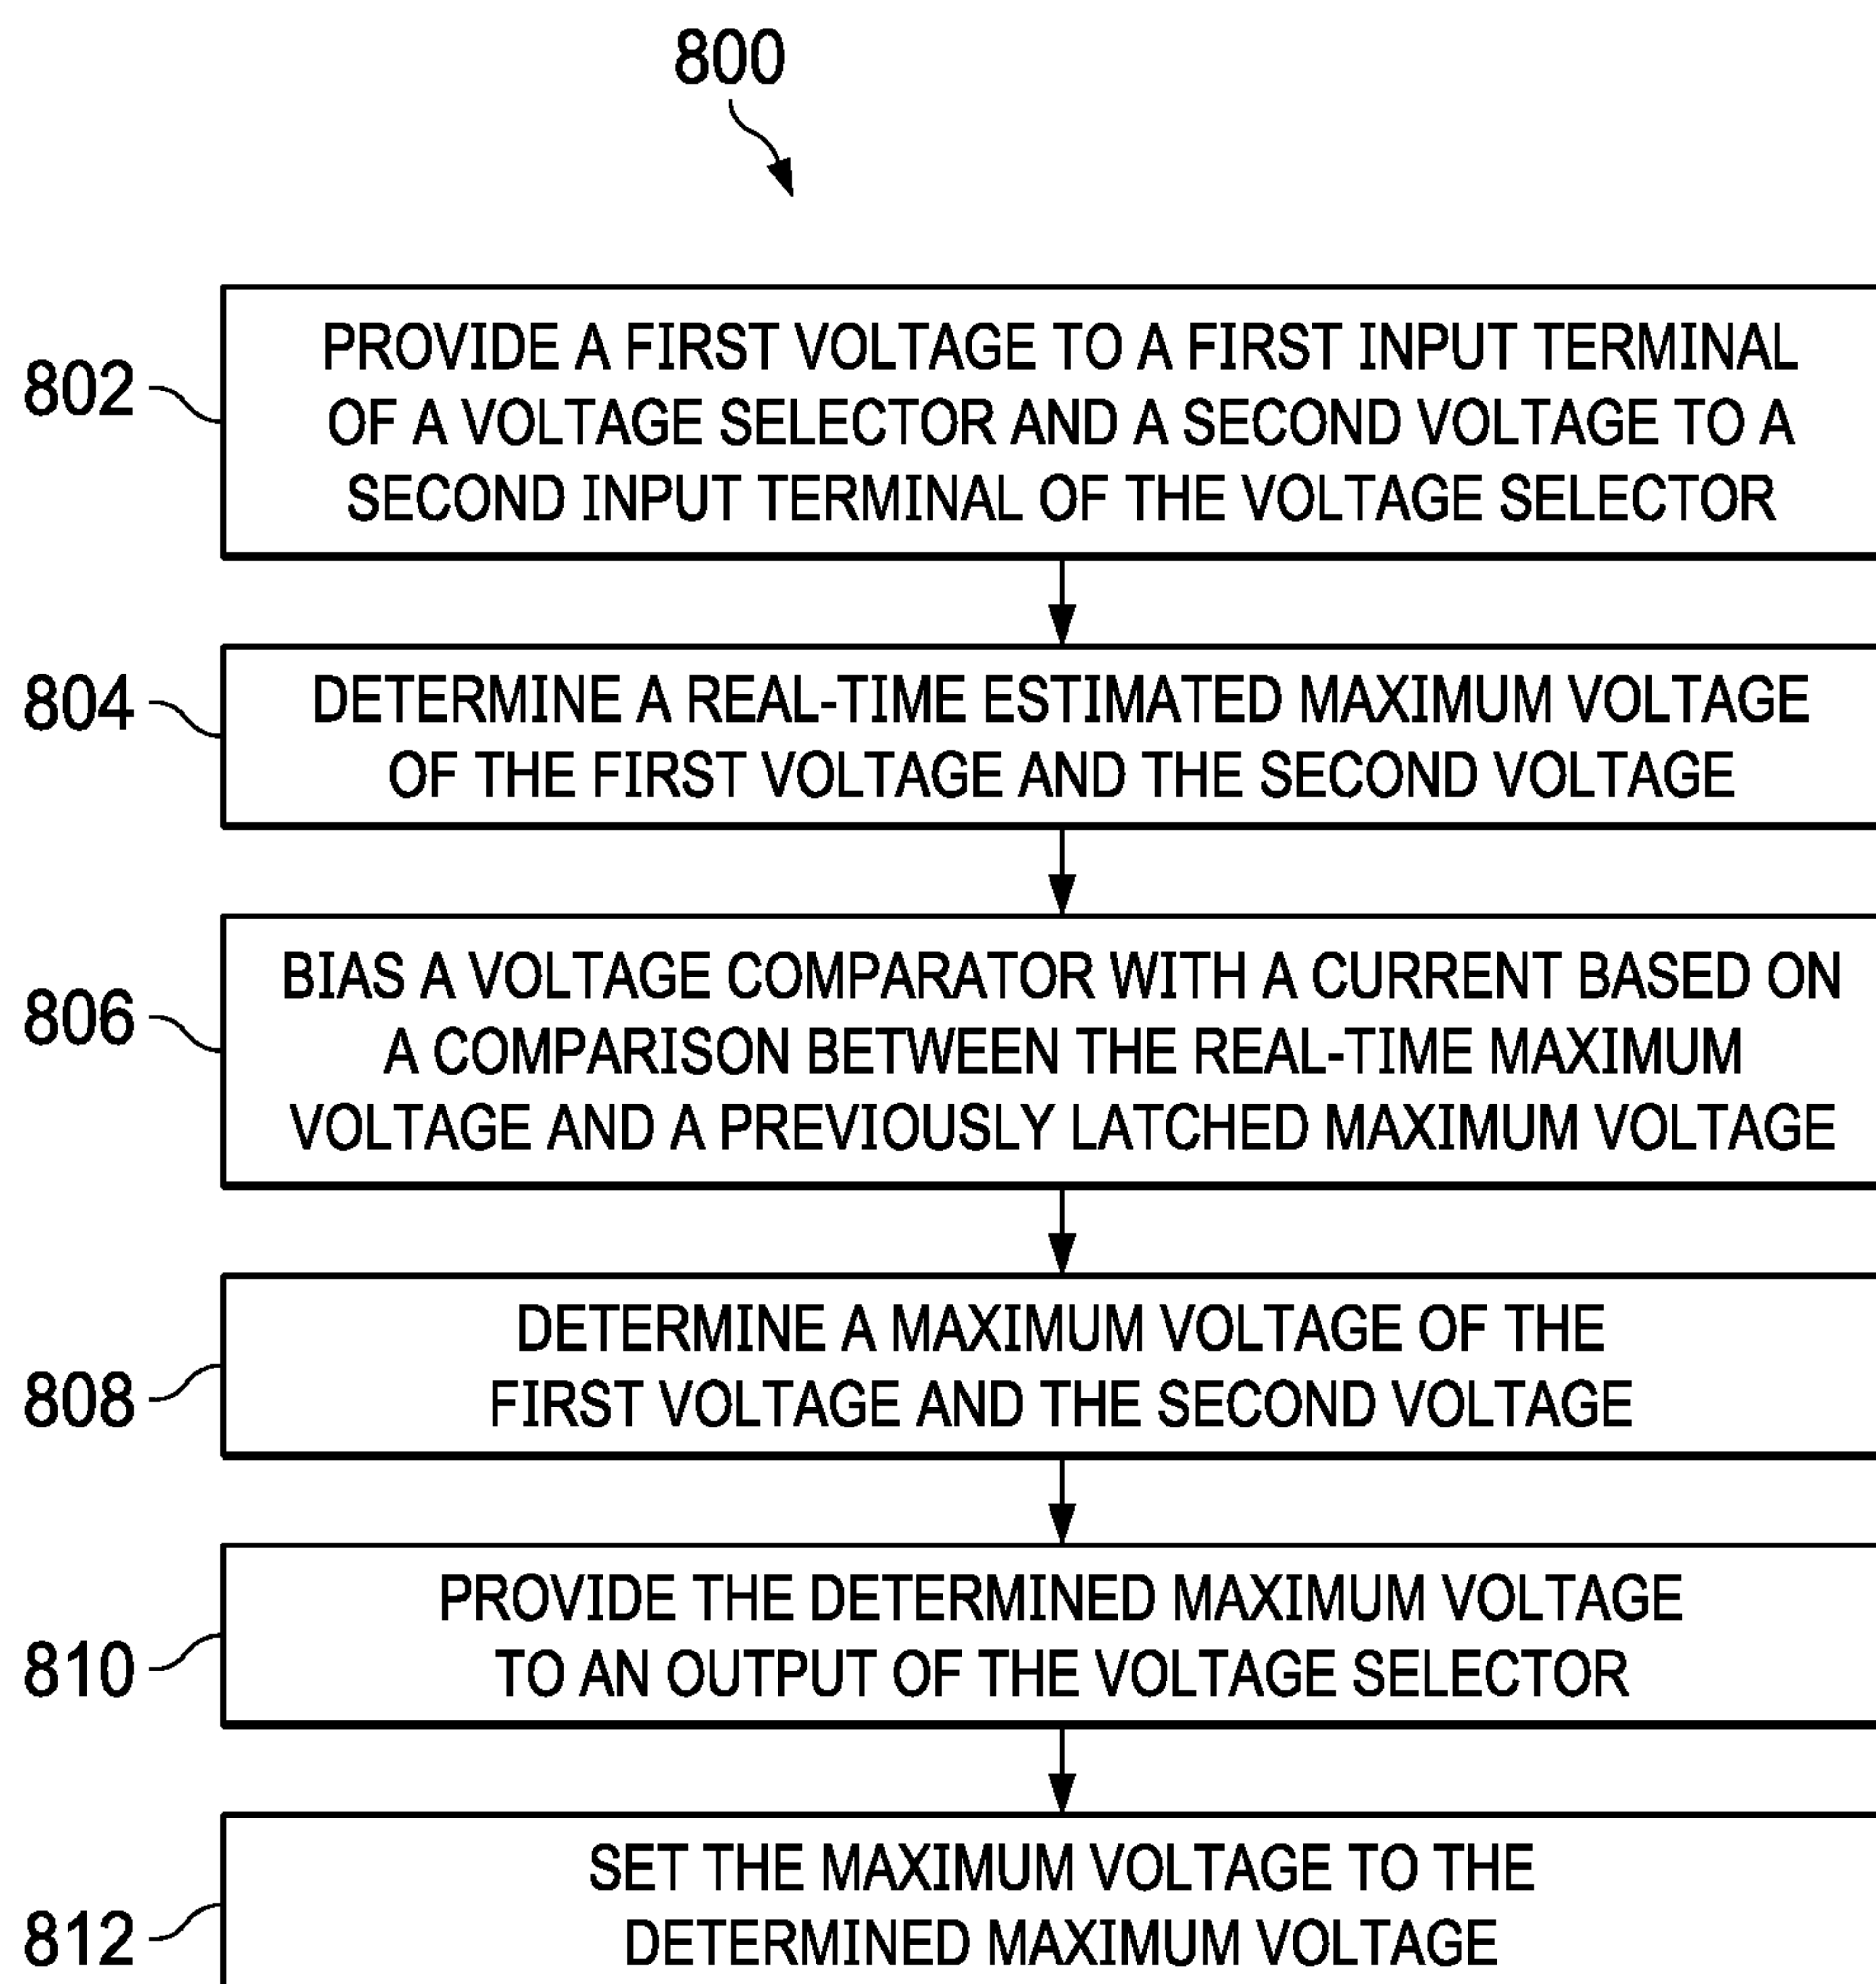 800
802
PROVIDE A FIRST VOLTAGE TO A FIRST INPUT TERMINAL
OF A VOLTAGE SELECTOR AND A SECOND VOLTAGE TO A
SECOND INPUT TERMINAL OF THE VOLTAGE SELECTOR
804
DETERMINE A REAL-TIME ESTIMATED MAXIMUM VOLTAGE
OF THE FIRST VOLTAGE AND THE SECOND VOLTAGE
806
BIAS A VOLTAGE COMPARATOR WITH A CURRENT BASED ON
A COMPARISON BETWEEN THE REAL-TIME MAXIMUM
VOLTAGE AND A PREVIOUSLY LATCHED MAXIMUM VOLTAGE
808
DETERMINE A MAXIMUM VOLTAGE OF THE
FIRST VOLTAGE AND THE SECOND VOLTAGE
810
PROVIDE THE DETERMINED MAXIMUM VOLTAGE
TO AN OUTPUT OF THE VOLTAGE SELECTOR
812
SET THE MAXIMUM VOLTAGE TO THE
DETERMINED MAXIMUM VOLTAGE